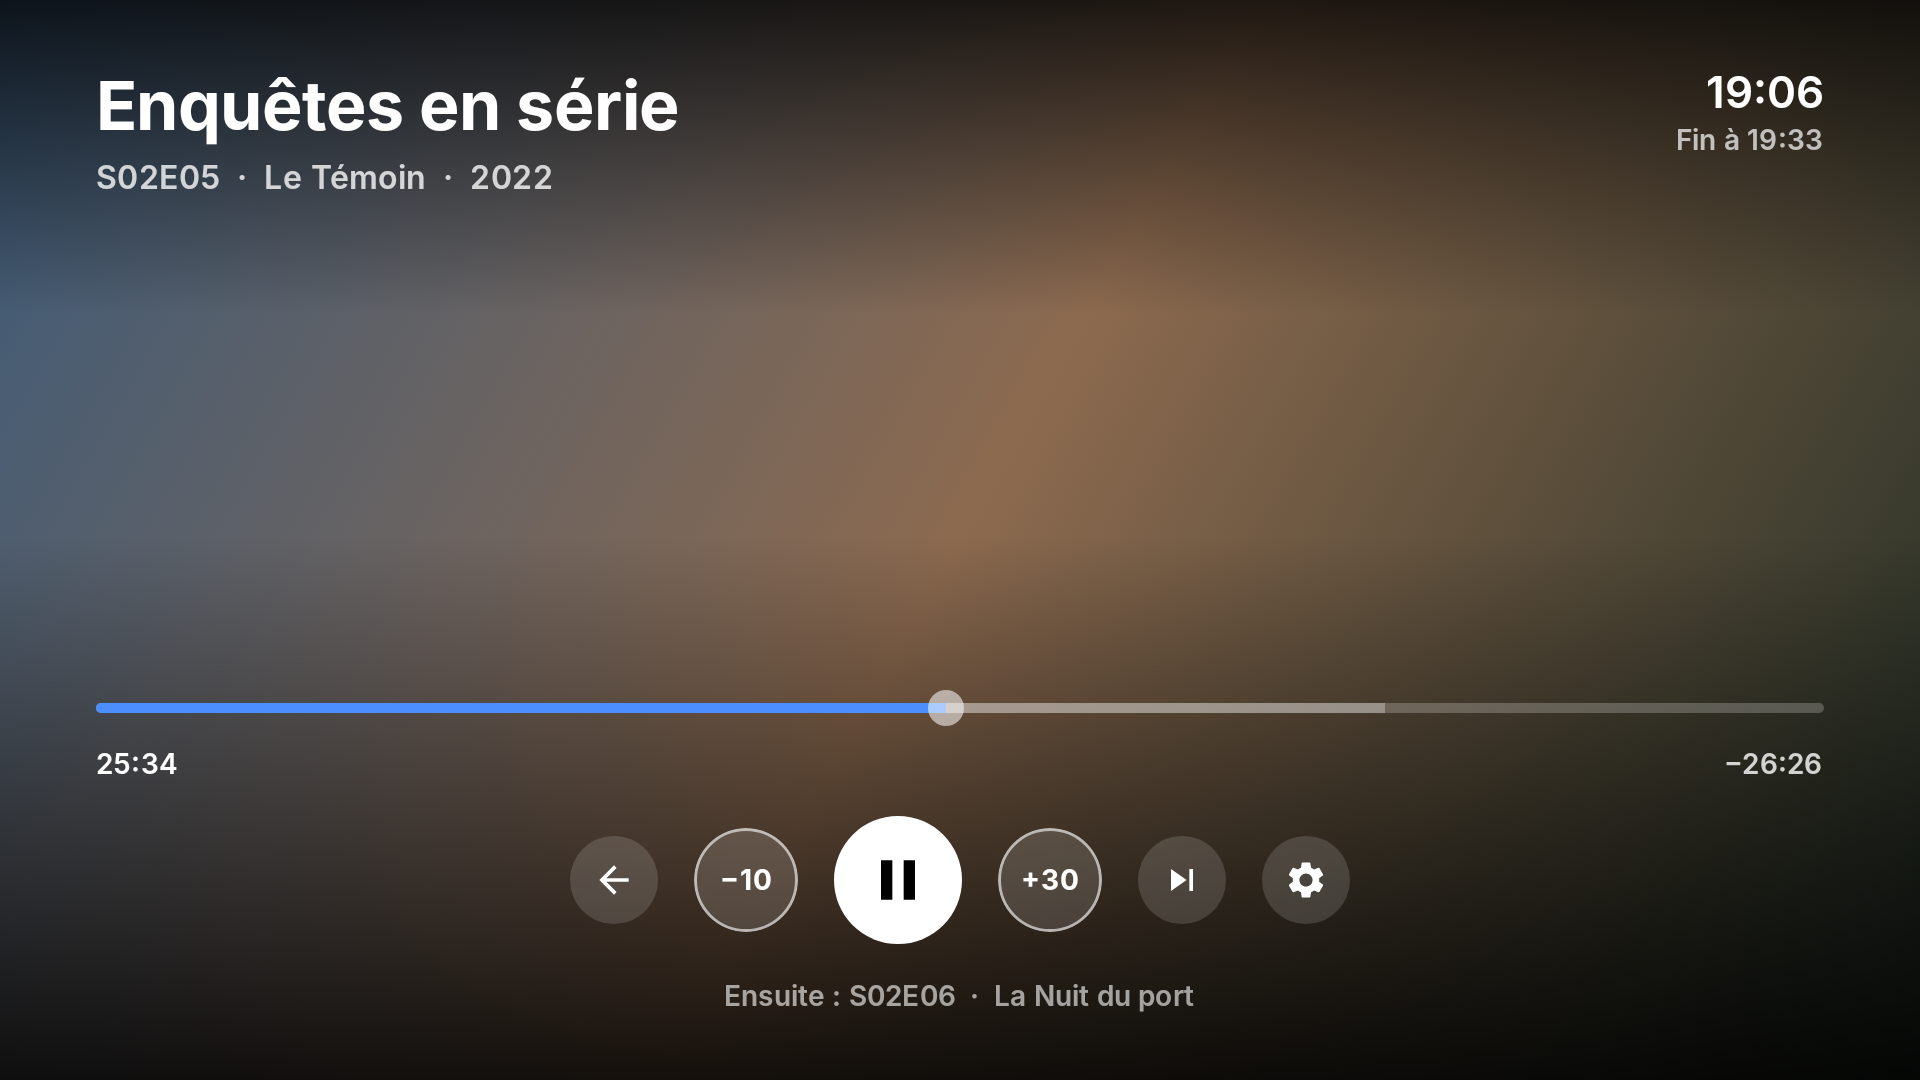 Enquêtes en série
S02E05 · Le Témoin · 2022
19:06
Fin à 19:33
25:34
−26:26
−10
+30
Ensuite : S02E06 · La Nuit du port